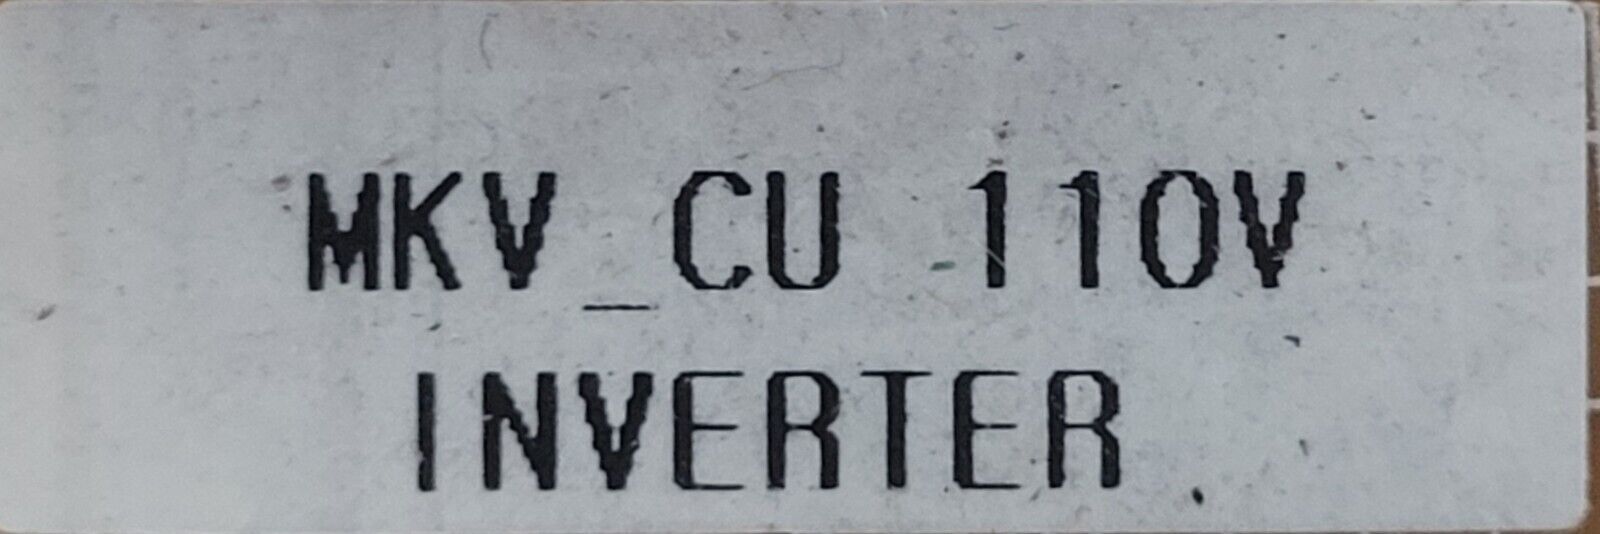 MKV_CU 110V
INVERTER